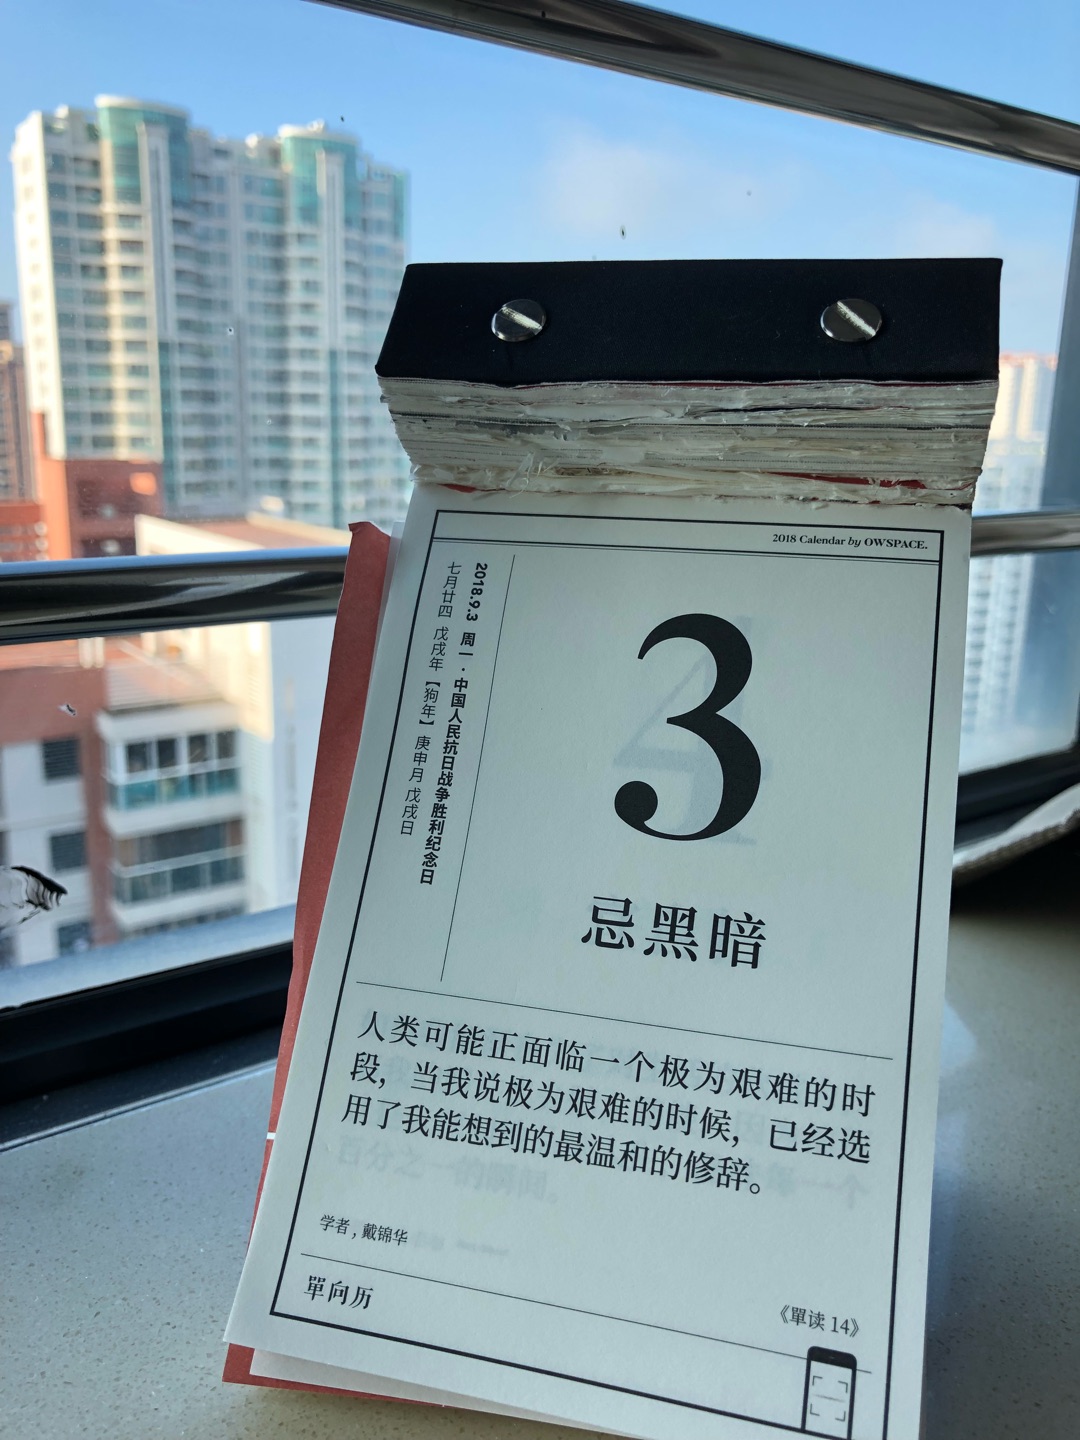 2018 Calendar by OWSPACE.
2018.9.3 周一 · 中国人民抗日战争胜利纪念日
七月廿四 戊戌年【狗年】 庚申月 戊戌日
3
忌黑暗
人类可能正面临一个极为艰难的时
段，当我说极为艰难的时候，已经选
用了我能想到的最温和的修辞。
学者，戴锦华
單向历
《單读 14》